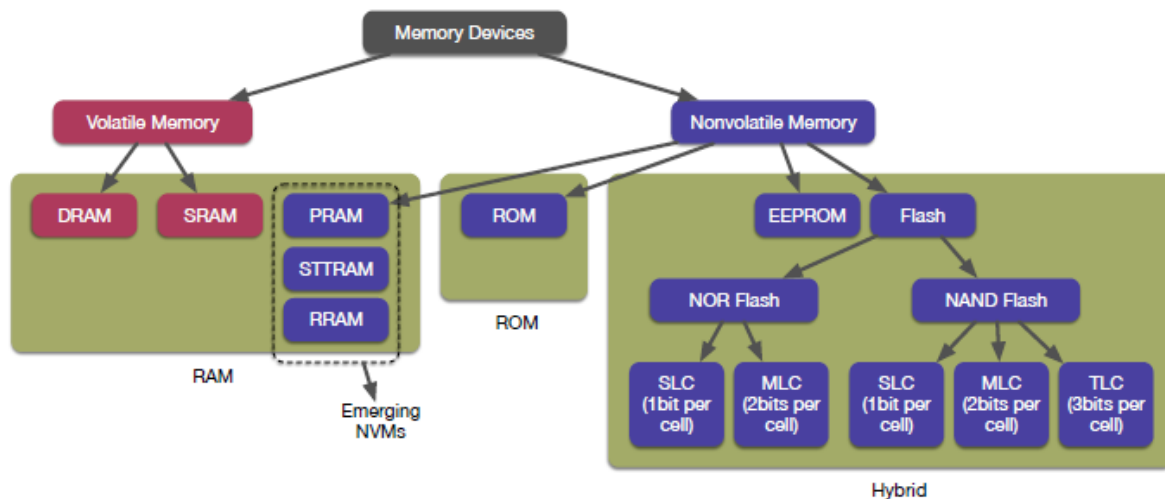 Memory Devices
Volatile Memory
Nonvolatile Memory
DRAM
SRAM
PRAM
ROM
EEPROM
Flash
STTRAM
RRAM
NOR Flash
NAND Flash
ROM
RAM
SLC
(1bit per
cell)
MLC
(2bits per
cell)
SLC
(1bit per
cell)
MLC
(2bits per
cell)
TLC
(3bits per
cell)
Emerging
NVMs
Hybrid